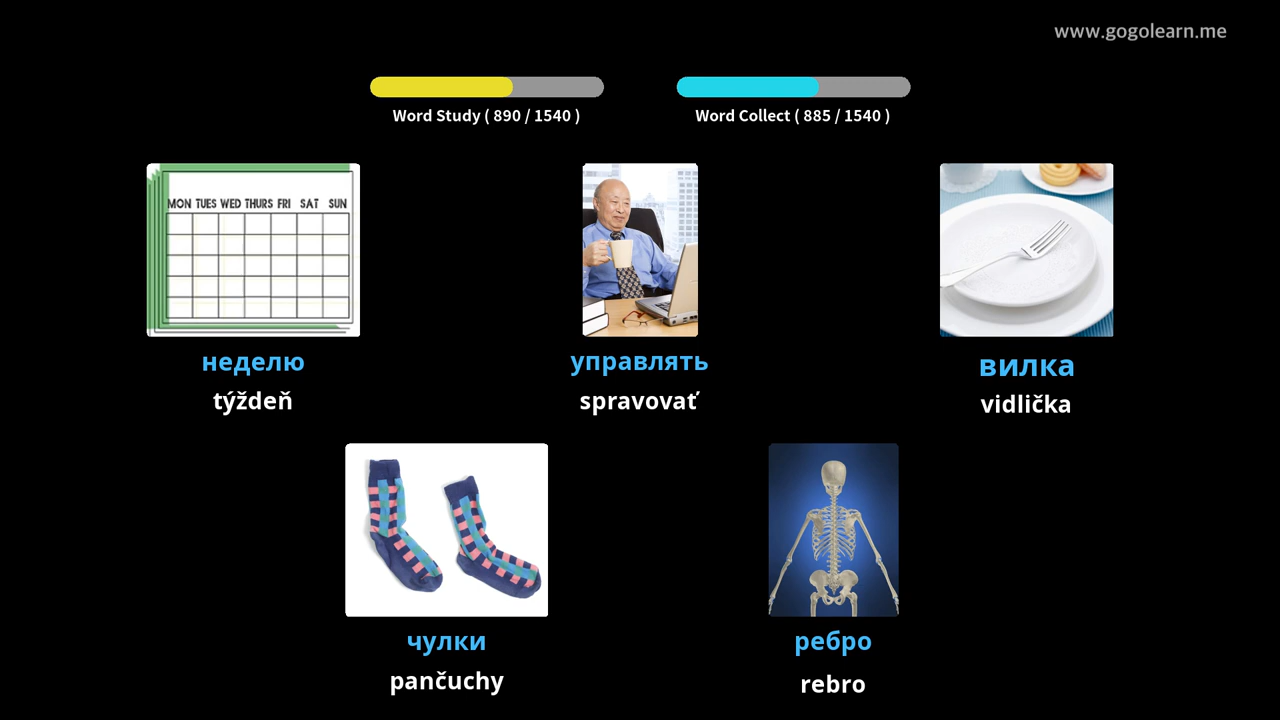 www.gogolearn.me
Word Study ( 890 / 1540 )
Word Collect ( 885 / 1540 )
MON TUES WED THURS FRI SAT SUN
неделю
týždeň
управлять
spravovať
вилка
vidlička
чулки
pančuchy
ребро
rebro